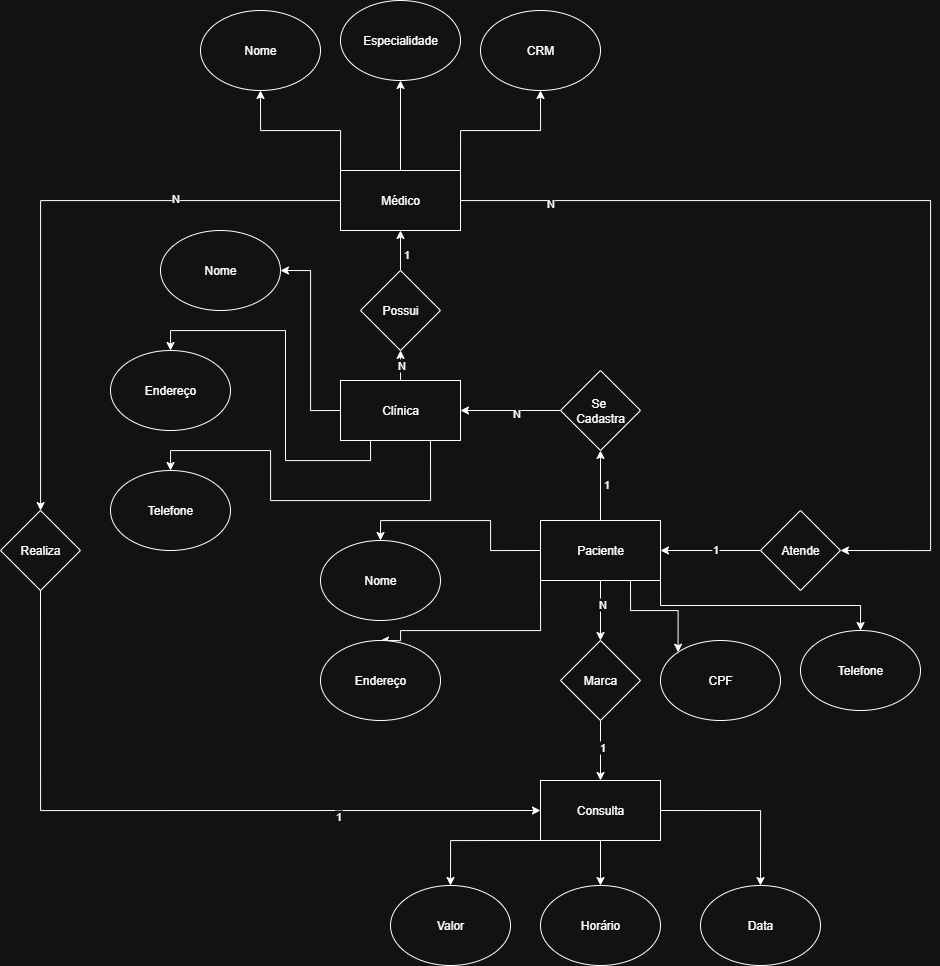 Nome
Especialidade
CRM
Médico
N
N
Nome
1
Possui
N
Endereço
Clínica
N
Se
Cadastra
Telefone
1
Realiza
Paciente
1
Atende
Nome
N
Endereço
Marca
CPF
Telefone
1
Consulta
1
Valor
Horário
Data